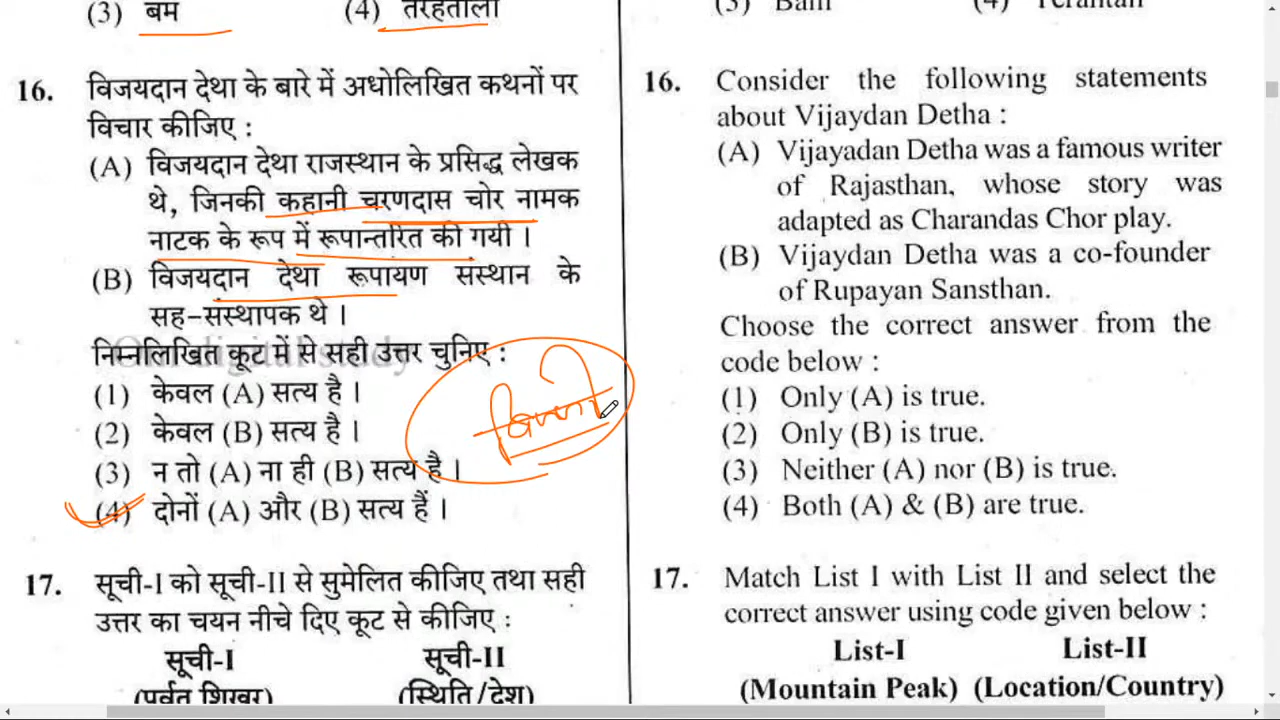 (3) बम (4) तेरहताली
16. विजयदान देथा के बारे में अधोलिखित कथनों पर
विचार कीजिए :
(A) विजयदान देथा राजस्थान के प्रसिद्ध लेखक
थे, जिनकी कहानी चरणदास चोर नामक
नाटक के रूप में रूपान्तरित की गयी ।
(B) विजयदान देथा रूपायण संस्थान के
सह-संस्थापक थे ।
निम्नलिखित कूट में से सही उत्तर चुनिए :
(1) केवल (A) सत्य है ।
(2) केवल (B) सत्य है ।
(3) न तो (A) ना ही (B) सत्य है ।
(4) दोनों (A) और (B) सत्य हैं ।
17. सूची-I को सूची-II से सुमेलित कीजिए तथा सही
उत्तर का चयन नीचे दिए कूट से कीजिए :
सूची-I सूची-II
(पर्वत शिखर) (स्थिति/देश)
(3) Bam (4)
16. Consider the following statements
about Vijaydan Detha :
(A) Vijayadan Detha was a famous writer
of Rajasthan, whose story was
adapted as Charandas Chor play.
(B) Vijaydan Detha was a co-founder
of Rupayan Sansthan.
Choose the correct answer from the
code below :
(1) Only (A) is true.
(2) Only (B) is true.
(3) Neither (A) nor (B) is true.
(4) Both (A) & (B) are true.
17. Match List I with List II and select the
correct answer using code given below :
List-I List-II
(Mountain Peak) (Location/Country)
digital study